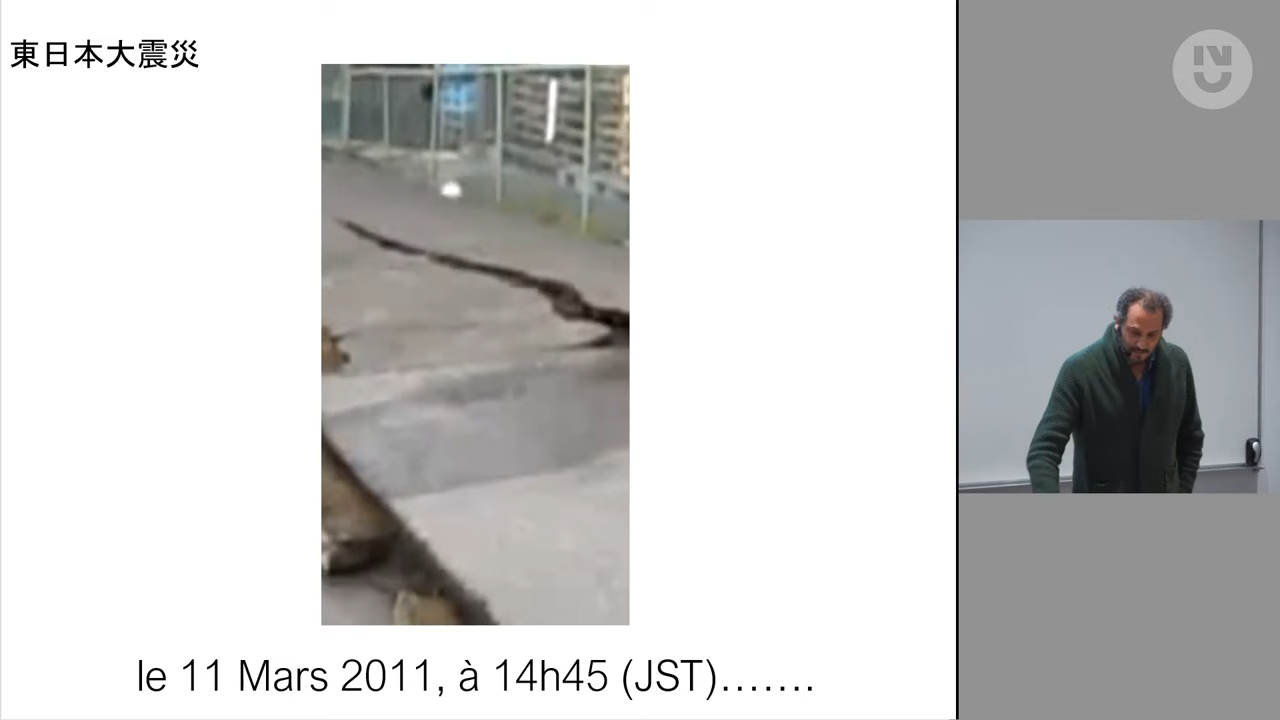 東日本大震災
le 11 Mars 2011, à 14h45 (JST).......